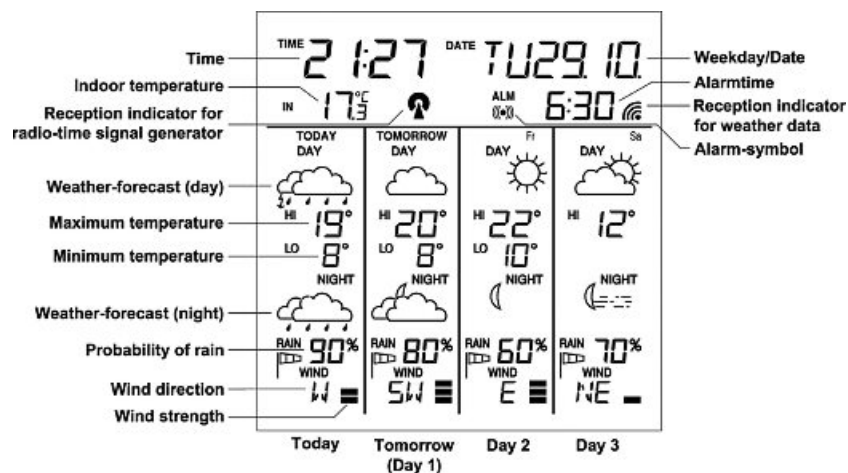 Time
TIME 21:27 DATE TU29.10.
Weekday/Date
Indoor temperature
IN 17.3°C
ALM 6:30
Alarmtime
Reception indicator for
radio-time signal generator
Reception indicator
for weather data
Alarm-symbol
TODAY TOMORROW Fr Sa
DAY DAY DAY DAY
Weather-forecast (day)
Maximum temperature
HI 19° HI 20° HI 22° HI 12°
Minimum temperature
LO 8° LO 8° LO 10°
NIGHT NIGHT NIGHT NIGHT
Weather-forecast (night)
Probability of rain
RAIN 90% RAIN 80% RAIN 60% RAIN 70%
WIND WIND WIND WIND
Wind direction
W SW E NE
Wind strength
Today Tomorrow Day 2 Day 3
(Day 1)